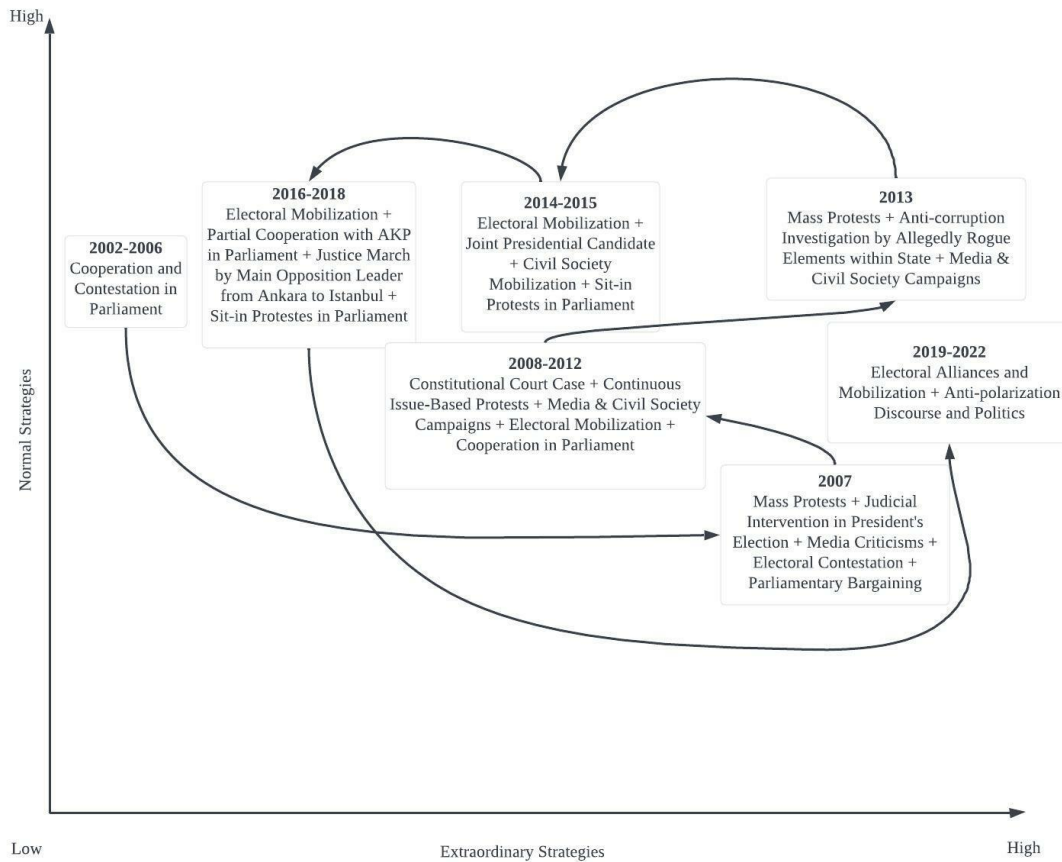 High
2016-2018
Electoral Mobilization +
Partial Cooperation with AKP
in Parliament + Justice March
by Main Opposition Leader
from Ankara to Istanbul +
Sit-in Protestes in Parliament
2014-2015
Electoral Mobilization +
Joint Presidential Candidate
+ Civil Society
Mobilization + Sit-in
Protests in Parliament
2013
Mass Protests + Anti-corruption
Investigation by Allegedly Rogue
Elements within State + Media &
Civil Society Campaigns
2002-2006
Cooperation and
Contestation in
Parliament
2008-2012
Constitutional Court Case + Continuous
Issue-Based Protests + Media & Civil Society
Campaigns + Electoral Mobilization +
Cooperation in Parliament
2019-2022
Electoral Alliances and
Mobilization + Anti-polarization
Discourse and Politics
2007
Mass Protests + Judicial
Intervention in President's
Election + Media Criticisms +
Electoral Contestation +
Parliamentary Bargaining
Normal Strategies
Low
Extraordinary Strategies
High